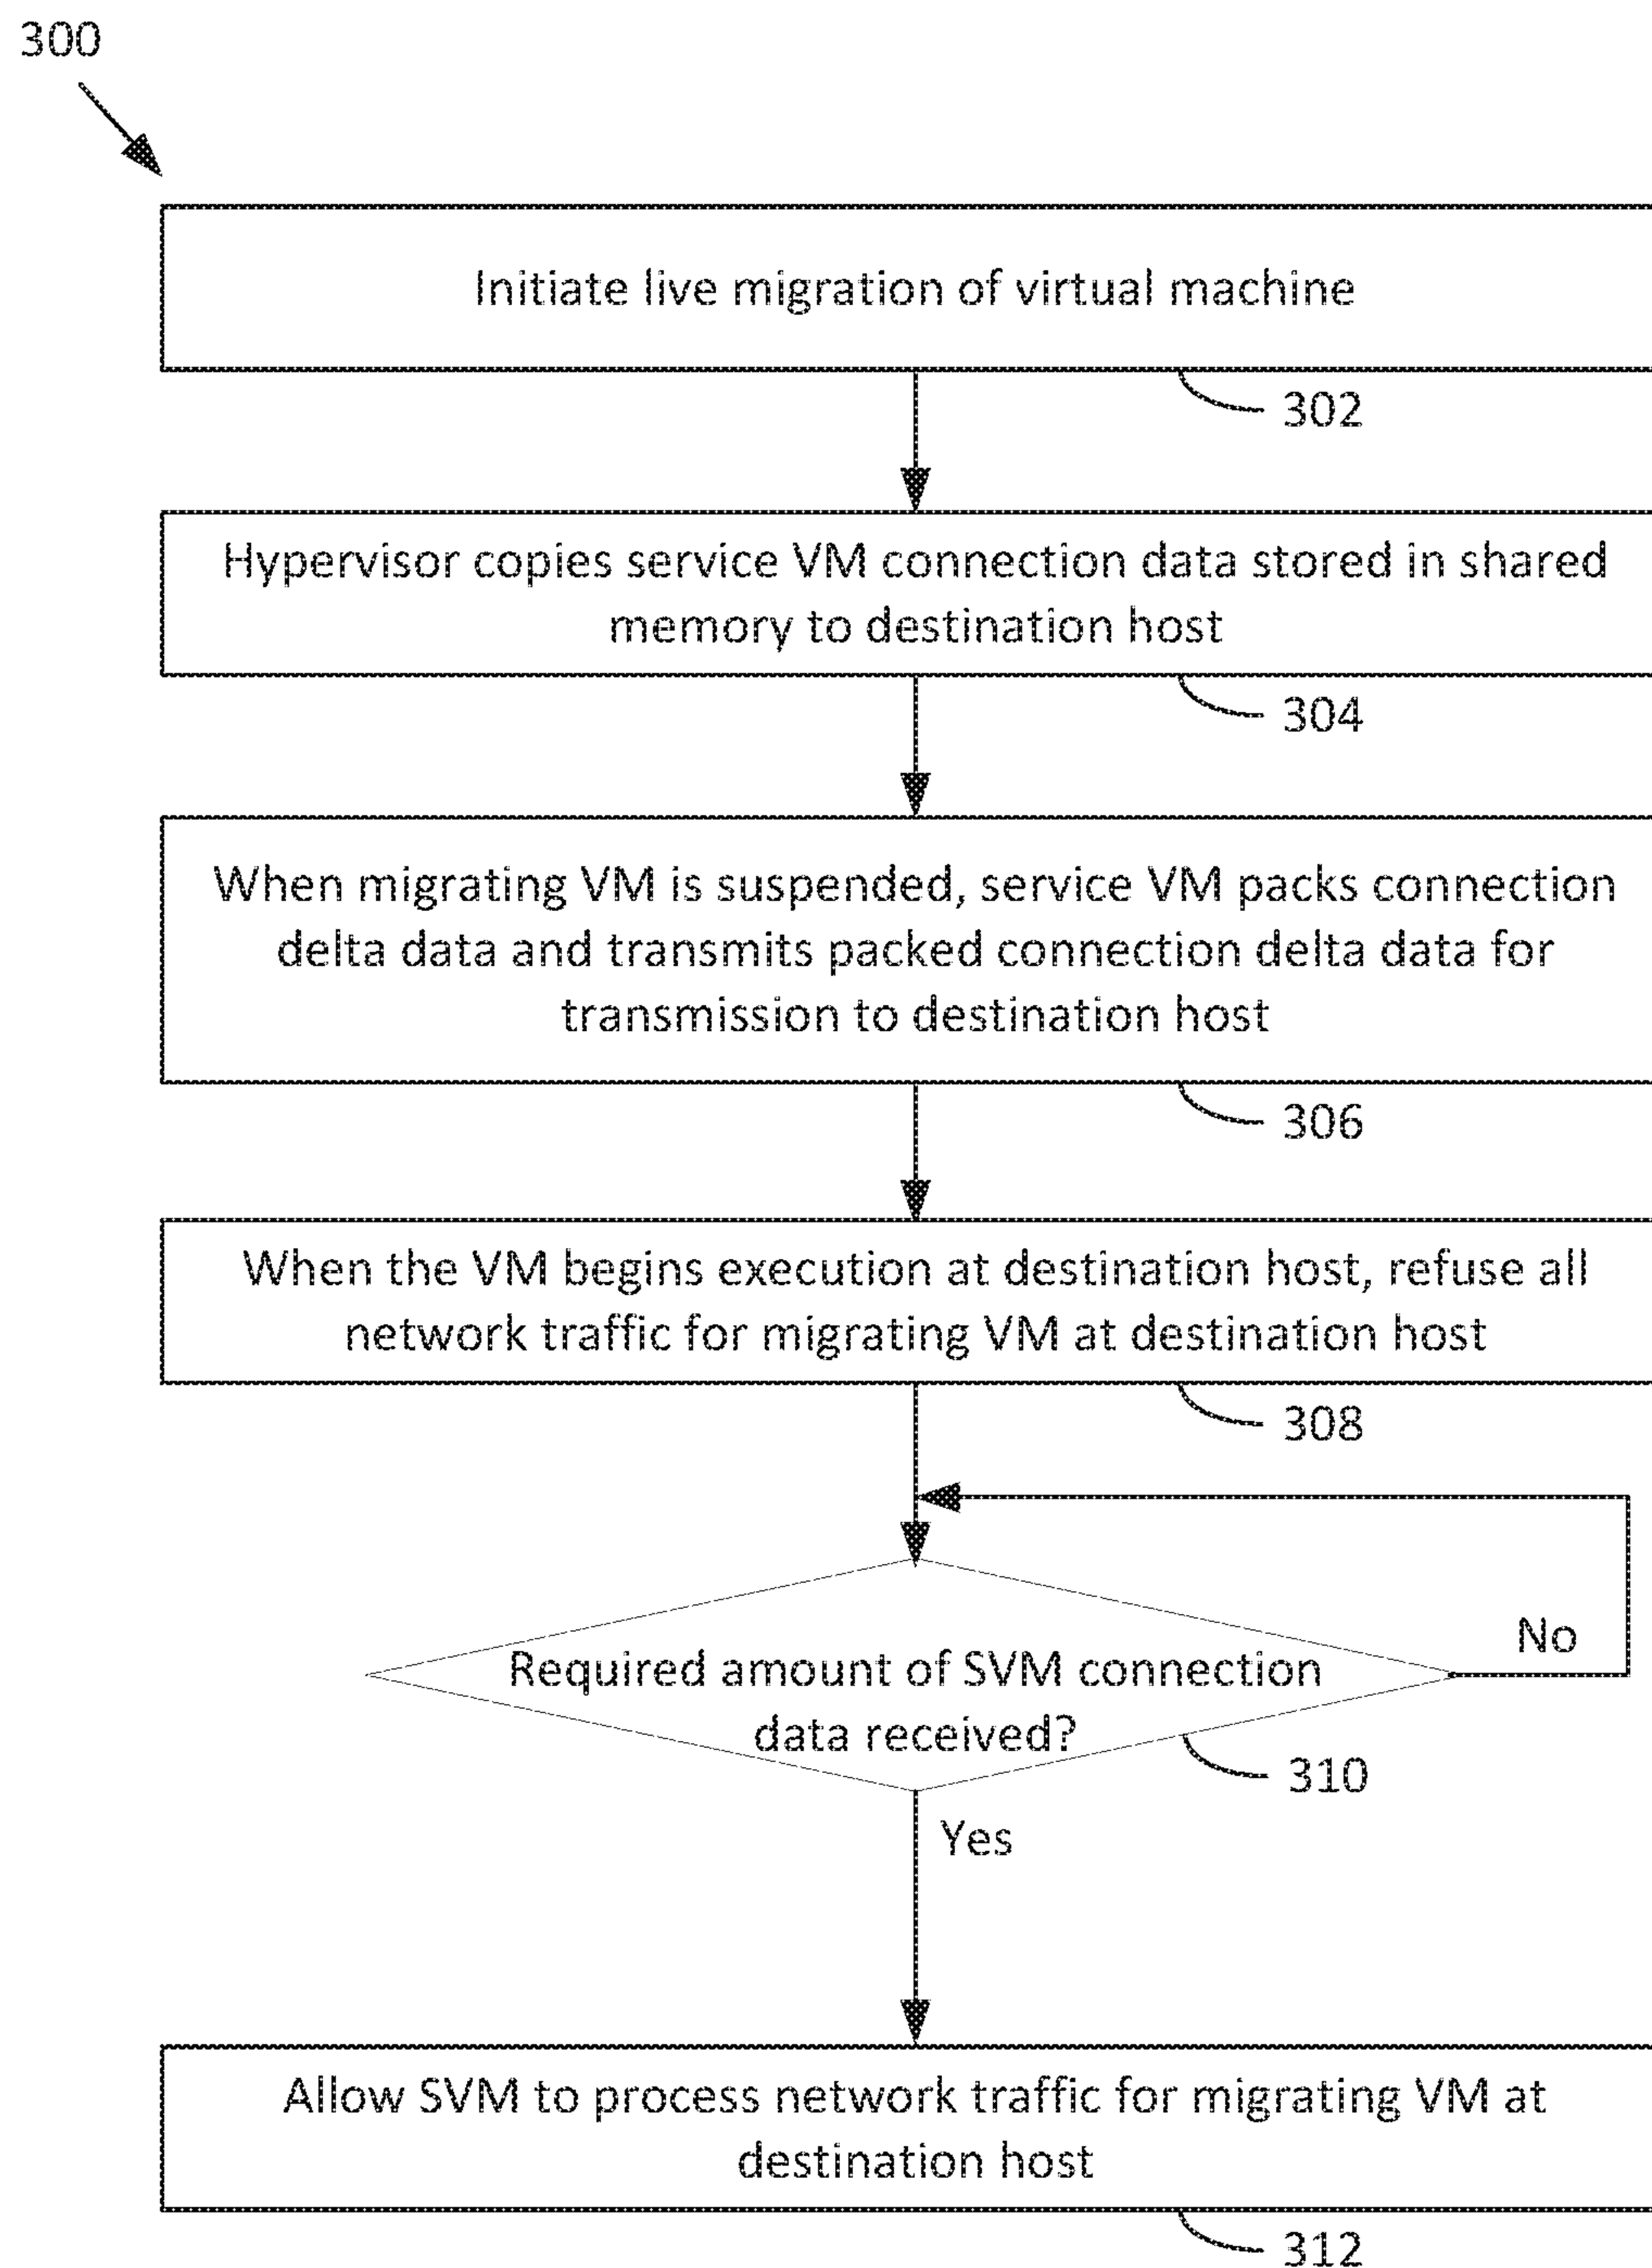 300
Initiate live migration of virtual machine
302
Hypervisor copies service VM connection data stored in shared
memory to destination host
304
When migrating VM is suspended, service VM packs connection
delta data and transmits packed connection delta data for
transmission to destination host
306
When the VM begins execution at destination host, refuse all
network traffic for migrating VM at destination host
308
No
Required amount of SVM connection
data received?
310
Yes
Allow SVM to process network traffic for migrating VM at
destination host
312